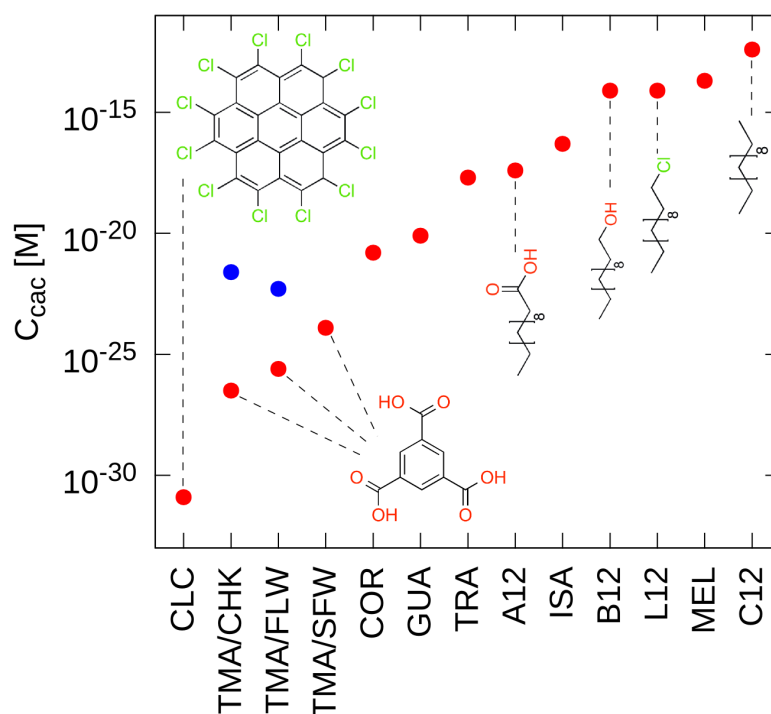 C_cac [M]
10^-15
10^-20
10^-25
10^-30
Cl Cl
Cl Cl
Cl Cl
Cl Cl
Cl Cl
Cl Cl
HO O
O OH
OH O
O OH
8
OH
8
Cl
8
8
CLC
TMA/CHK
TMA/FLW
TMA/SFW
COR
GUA
TRA
A12
ISA
B12
L12
MEL
C12